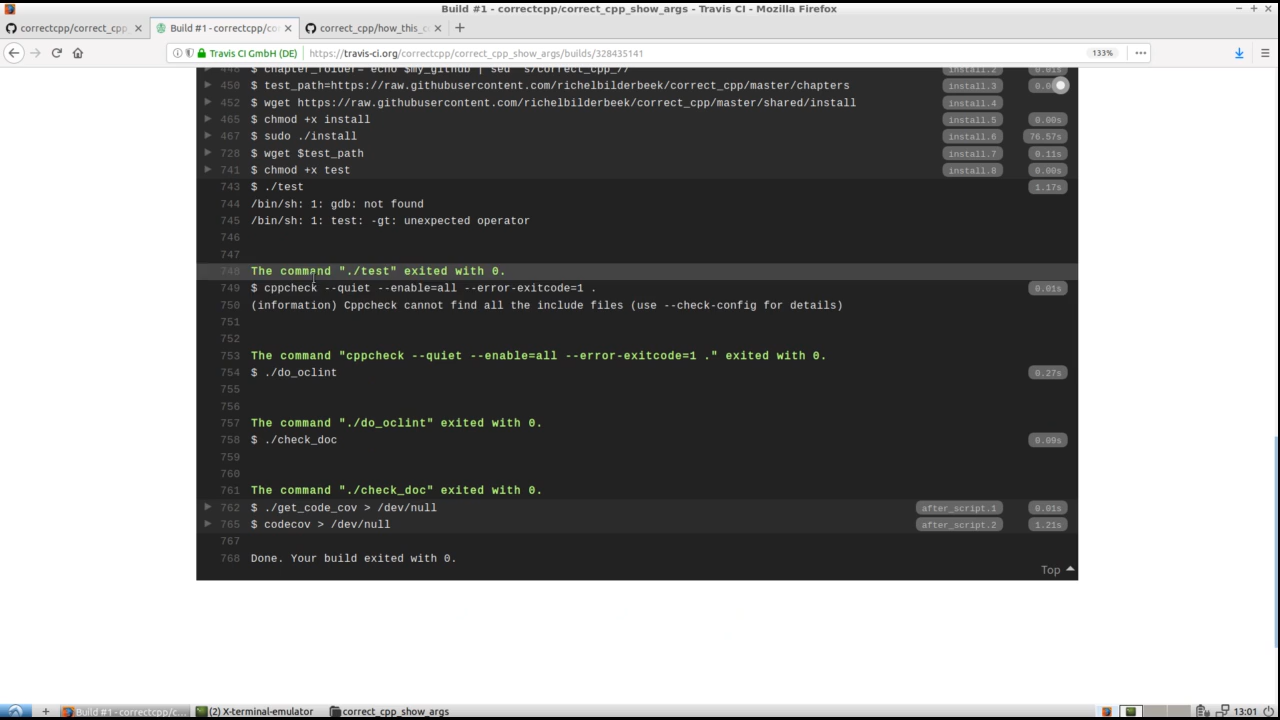 Build #1 - correctcpp/correct_cpp_show_args - Travis CI - Mozilla Firefox
correctcpp/correct_cpp_ Build #1 - correctcpp/co correct_cpp/how_this_c
Travis CI GmbH (DE) https://travis-ci.org/correctcpp/correct_cpp_show_args/builds/328435141 133%
448 $ chapter_folder=`echo $my_github | sed "s/correct_cpp_// install.2 0.01s
450 $ test_path=https://raw.githubusercontent.com/richelbilderbeek/correct_cpp/master/chapters install.3
452 $ wget https://raw.githubusercontent.com/richelbilderbeek/correct_cpp/master/shared/install install.4
465 $ chmod +x install install.5 0.00s
467 $ sudo ./install install.6 76.57s
728 $ wget $test_path install.7 0.11s
741 $ chmod +x test install.8 0.00s
743 $ ./test 1.17s
744 /bin/sh: 1: gdb: not found
745 /bin/sh: 1: test: -gt: unexpected operator
746
747
748 The command "./test" exited with 0.
749 $ cppcheck --quiet --enable=all --error-exitcode=1 . 0.01s
750 (information) Cppcheck cannot find all the include files (use --check-config for details)
751
752
753 The command "cppcheck --quiet --enable=all --error-exitcode=1 ." exited with 0.
754 $ ./do_oclint 0.27s
755
756
757 The command "./do_oclint" exited with 0.
758 $ ./check_doc 0.09s
759
760
761 The command "./check_doc" exited with 0.
762 $ ./get_code_cov > /dev/null after_script.1 0.01s
765 $ codecov > /dev/null after_script.2 1.21s
767
768 Done. Your build exited with 0.
Top
Build #1 - correctcpp/c... (2) X-terminal-emulator correct_cpp_show_args 13:01